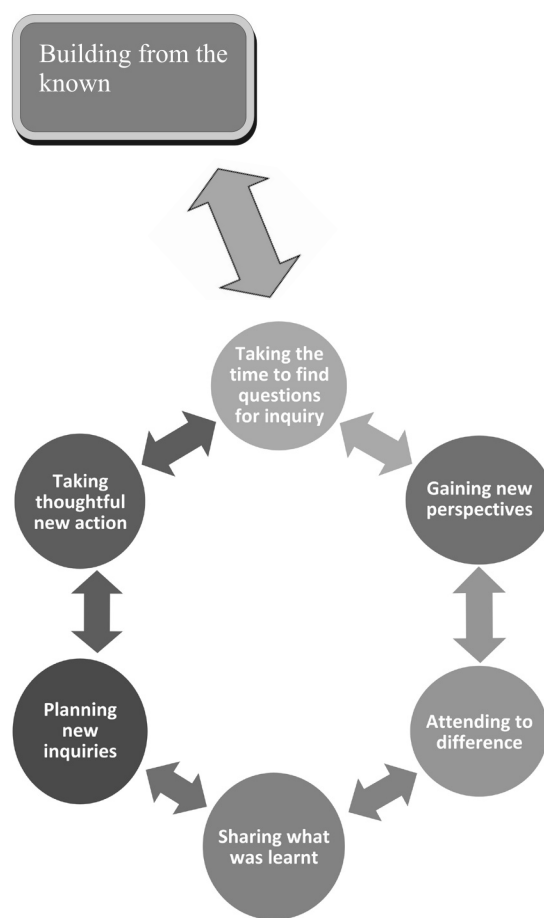 Building from the
known
Taking the
time to find
questions
for inquiry
Gaining new
perspectives
Attending to
difference
Sharing what
was learnt
Planning
new
inquiries
Taking
thoughtful
new action